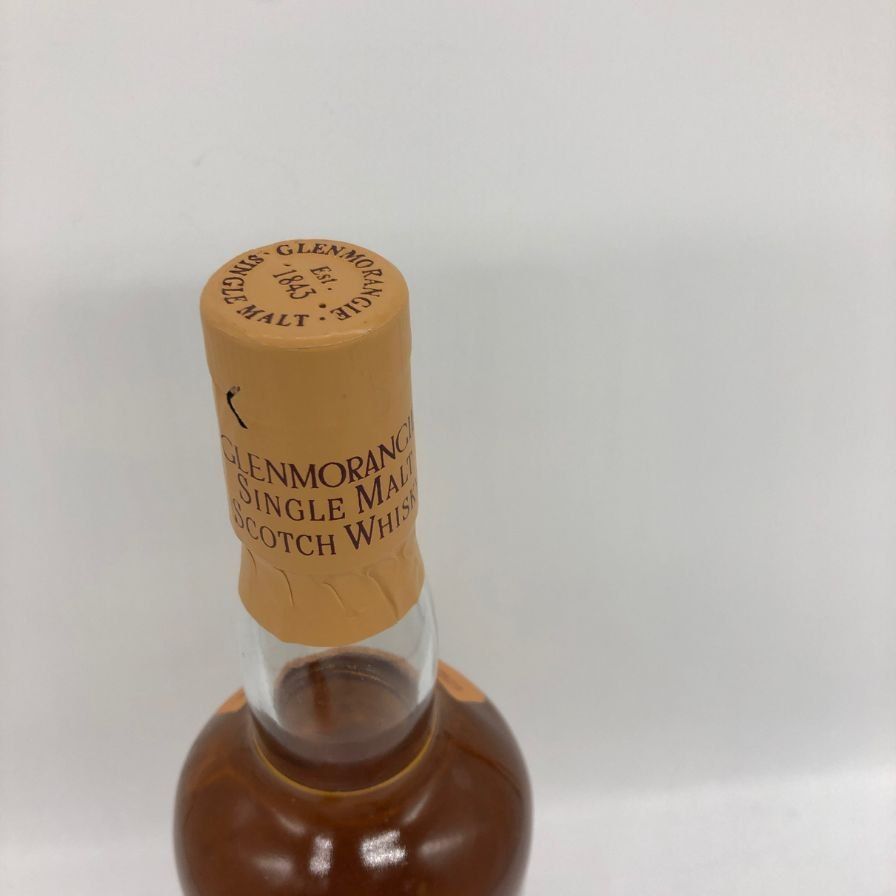 · GLENMORANGIE · SINGLE MALT
Est.
1843
GLENMORANGI
SINGLE MALT
SCOTCH WHISK